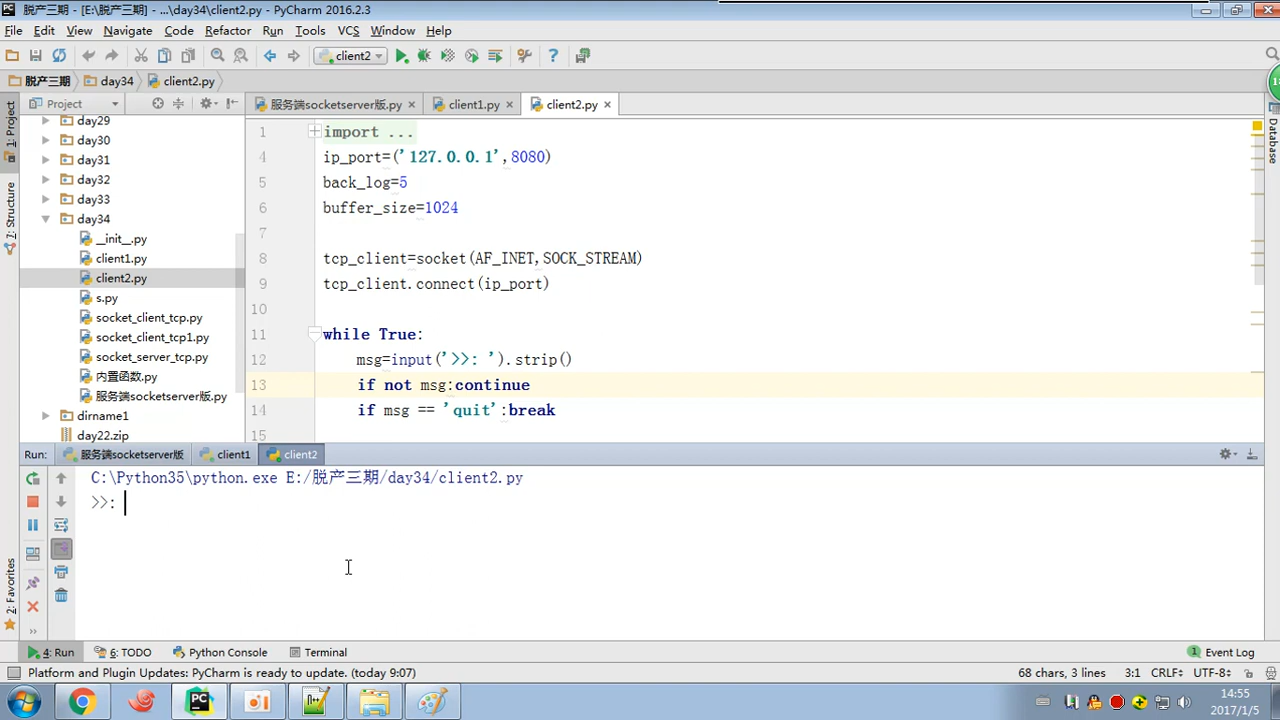 脱产三期 - [E:\脱产三期] - ...\day34\client2.py - PyCharm 2016.2.3
File Edit View Navigate Code Refactor Run Tools VCS Window Help
client2
脱产三期 day34 client2.py
Project 服务端socketserver版.py client1.py client2.py
1: Project
7: Structure
2: Favorites
Database
day29
day30
day31
day32
day33
day34
__init__.py
client1.py
client2.py
s.py
socket_client_tcp.py
socket_client_tcp1.py
socket_server_tcp.py
内置函数.py
服务端socketserver版.py
dirname1
day22.zip
1 import ...
4 ip_port=('127.0.0.1',8080)
5 back_log=5
6 buffer_size=1024
7
8 tcp_client=socket(AF_INET,SOCK_STREAM)
9 tcp_client.connect(ip_port)
10
11 while True:
12 msg=input('>>: ').strip()
13 if not msg:continue
14 if msg == 'quit':break
15
Run: 服务端socketserver版 client1 client2
C:\Python35\python.exe E:/脱产三期/day34/client2.py
>>:
4: Run 6: TODO Python Console Terminal 1 Event Log
Platform and Plugin Updates: PyCharm is ready to update. (today 9:07) 68 chars, 3 lines 3:1 CRLF÷ UTF-8÷
14:55
2017/1/5